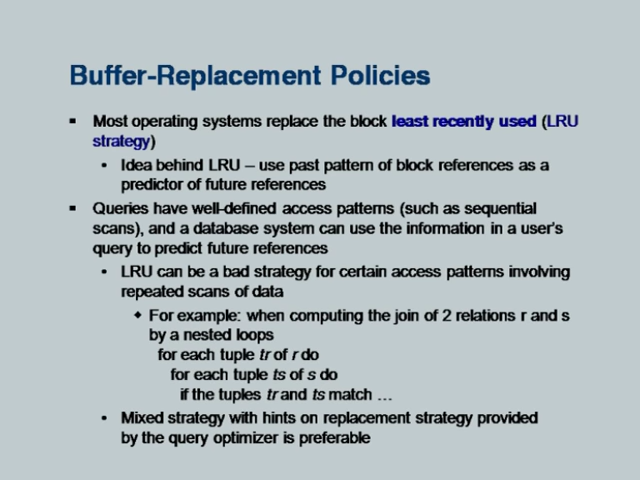 Buffer-Replacement Policies
▪ Most operating systems replace the block least recently used (LRU
strategy)
• Idea behind LRU – use past pattern of block references as a
predictor of future references
▪ Queries have well-defined access patterns (such as sequential
scans), and a database system can use the information in a user's
query to predict future references
• LRU can be a bad strategy for certain access patterns involving
repeated scans of data
◆ For example: when computing the join of 2 relations r and s
by a nested loops
for each tuple tr of r do
for each tuple ts of s do
if the tuples tr and ts match …
• Mixed strategy with hints on replacement strategy provided
by the query optimizer is preferable